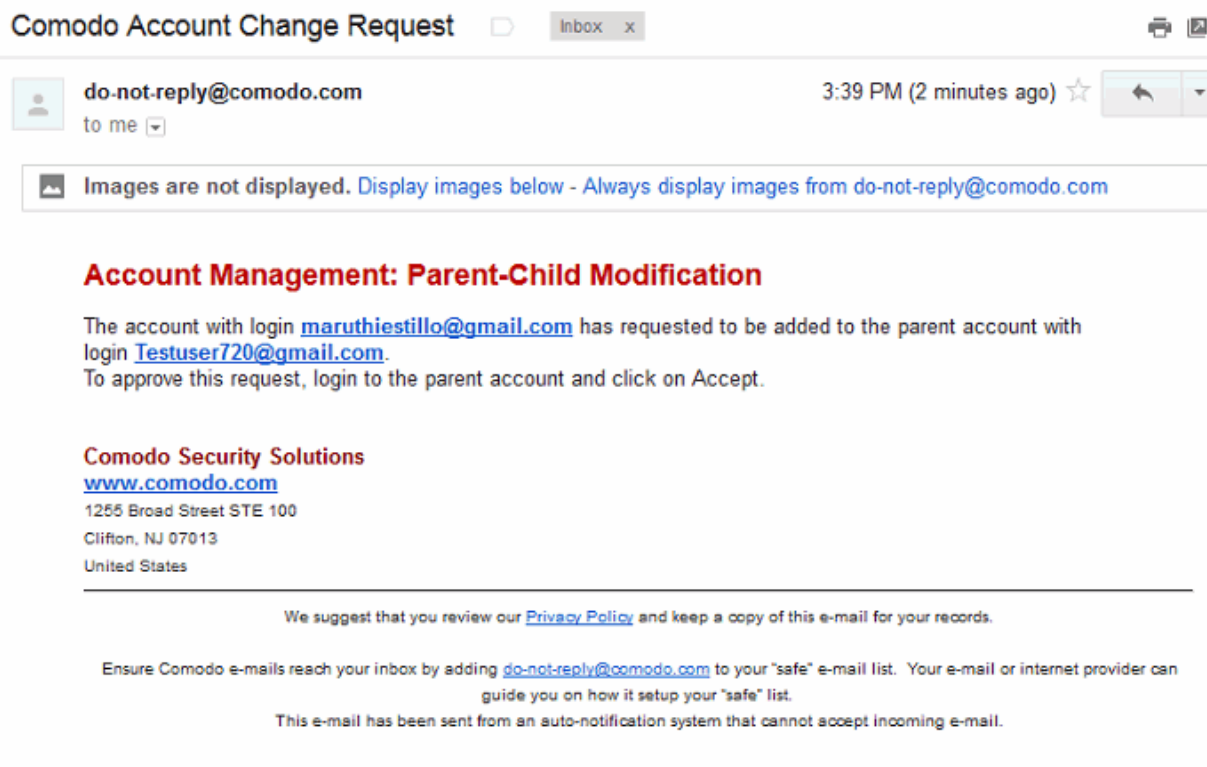 Comodo Account Change Request Inbox x
do-not-reply@comodo.com 3:39 PM (2 minutes ago)
to me
Images are not displayed. Display images below - Always display images from do-not-reply@comodo.com
Account Management: Parent-Child Modification
The account with login maruthiestillo@gmail.com has requested to be added to the parent account with
login Testuser720@gmail.com.
To approve this request, login to the parent account and click on Accept.
Comodo Security Solutions
www.comodo.com
1255 Broad Street STE 100
Clifton, NJ 07013
United States
We suggest that you review our Privacy Policy and keep a copy of this e-mail for your records.
Ensure Comodo e-mails reach your inbox by adding do-not-reply@comodo.com to your "safe" e-mail list.  Your e-mail or internet provider can
guide you on how it setup your "safe" list.
This e-mail has been sent from an auto-notification system that cannot accept incoming e-mail.